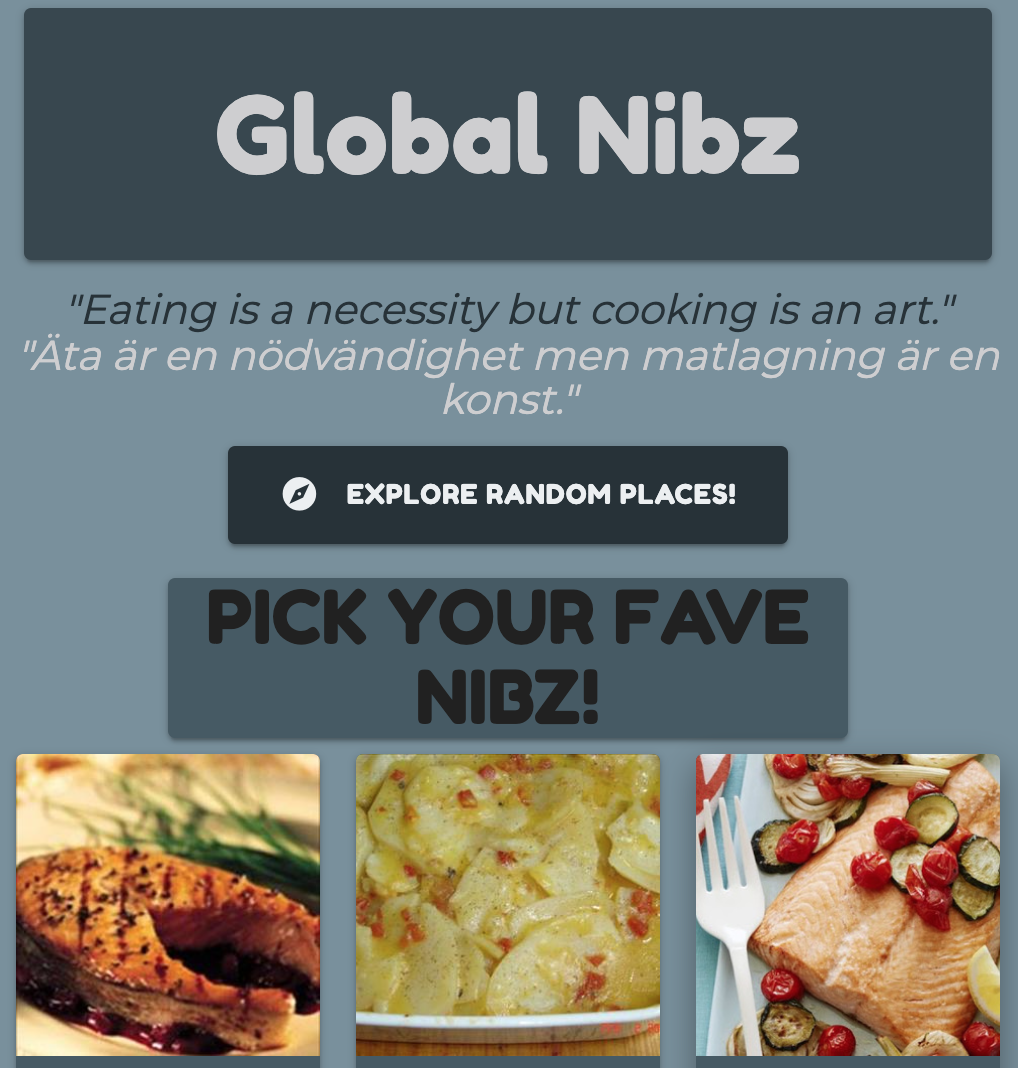 Global Nibz
"Eating is a necessity but cooking is an art."
"Äta är en nödvändighet men matlagning är en
konst."
EXPLORE RANDOM PLACES!
PICK YOUR FAVE
NIBZ!